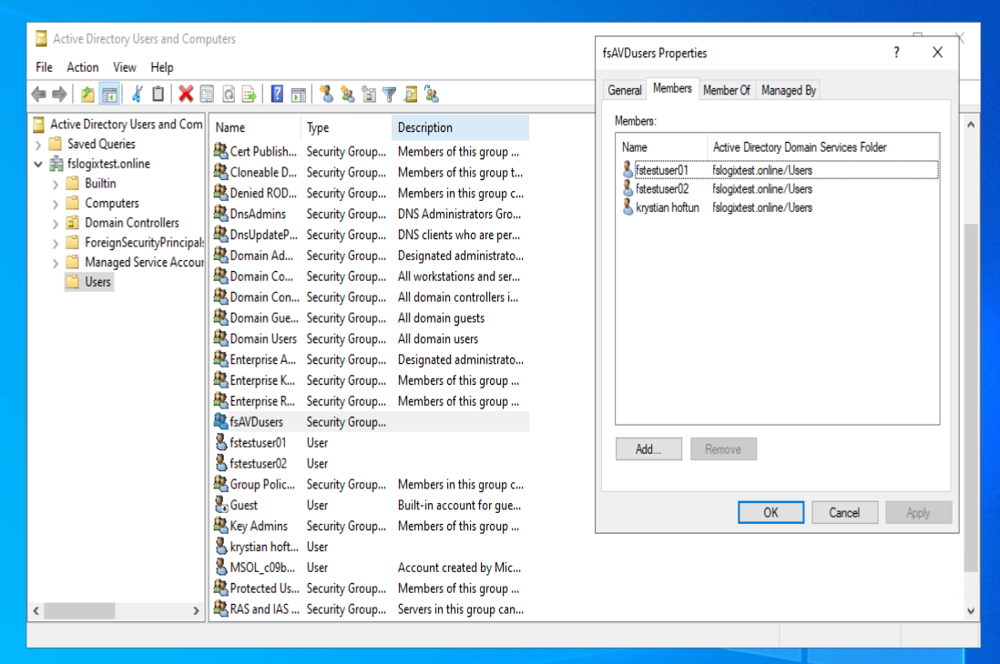 Active Directory Users and Computers
File Action View Help
Active Directory Users and Com
Saved Queries
fslogixtest.online
Builtin
Computers
Domain Controllers
ForeignSecurityPrincipals
Managed Service Accour
Users
Name Type Description
Cert Publish... Security Group... Members of this group ...
Cloneable D... Security Group... Members of this group t...
Denied ROD... Security Group... Members in this group c...
DnsAdmins Security Group... DNS Administrators Gro...
DnsUpdateP... Security Group... DNS clients who are per...
Domain Ad... Security Group... Designated administrato...
Domain Co... Security Group... All workstations and ser...
Domain Con... Security Group... All domain controllers i...
Domain Gue... Security Group... All domain guests
Domain Users Security Group... All domain users
Enterprise A... Security Group... Designated administrato...
Enterprise K... Security Group... Members of this group ...
Enterprise R... Security Group... Members of this group ...
fsAVDusers Security Group...
fstestuser01 User
fstestuser02 User
Group Polic... Security Group... Members in this group c...
Guest User Built-in account for gue...
Key Admins Security Group... Members of this group ...
krystian hoft... User
MSOL_c09b... User Account created by Mic...
Protected Us... Security Group... Members of this group ...
RAS and IAS ... Security Group... Servers in this group can...
fsAVDusers Properties
General Members Member Of Managed By
Members:
Name Active Directory Domain Services Folder
fstestuser01 fslogixtest.online/Users
fstestuser02 fslogixtest.online/Users
krystian hoftun fslogixtest.online/Users
Add... Remove
OK Cancel Apply